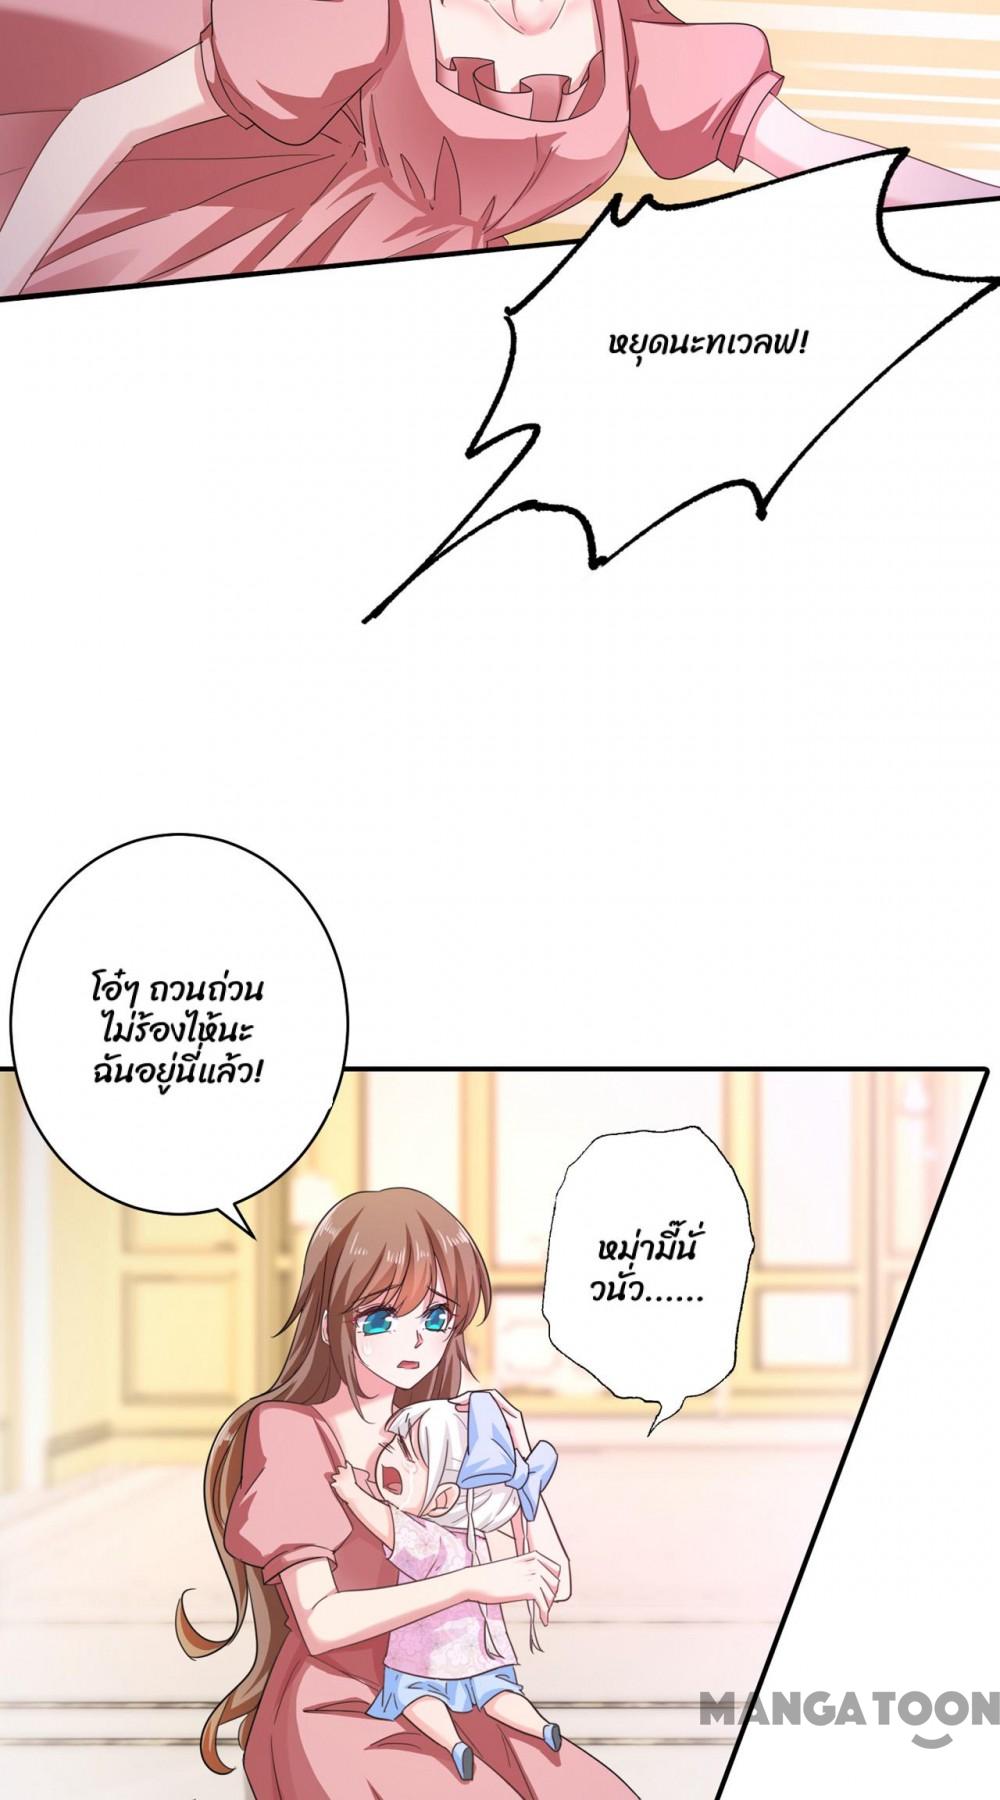 หยุดนะทเวลฟ!
โอ๋ๆ ถวนถ่วน
ไม่ร้องไห้นะ
ฉันอยู่นี่แล้ว!
หม่ามี๊นั่
วนั่ว......
MANGATOON